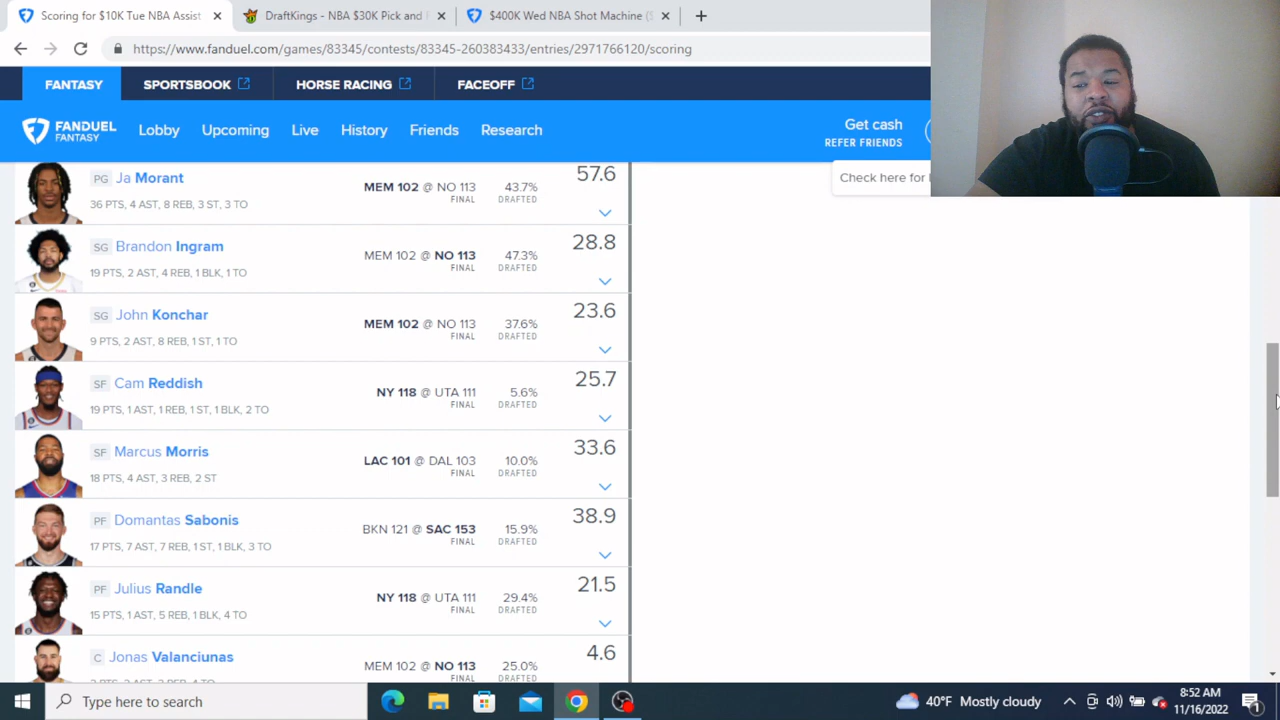 Scoring for $10K Tue NBA Assist
DraftKings - NBA $30K Pick and
$400K Wed NBA Shot Machine
https://www.fanduel.com/games/83345/contests/83345-260383433/entries/2971766120/scoring
FANTASY
SPORTSBOOK
HORSE RACING
FACEOFF
FANDUEL
FANTASY
Lobby
Upcoming
Live
History
Friends
Research
Get cash
REFER FRIENDS
Check here for
PG Ja Morant MEM 102 @ NO 113 43.7% 57.6
36 PTS, 4 AST, 8 REB, 3 ST, 3 TO FINAL DRAFTED
SG Brandon Ingram MEM 102 @ NO 113 47.3% 28.8
19 PTS, 2 AST, 4 REB, 1 BLK, 1 TO FINAL DRAFTED
SG John Konchar MEM 102 @ NO 113 37.6% 23.6
9 PTS, 2 AST, 8 REB, 1 ST, 1 TO FINAL DRAFTED
SF Cam Reddish NY 118 @ UTA 111 5.6% 25.7
19 PTS, 1 AST, 1 REB, 1 ST, 1 BLK, 2 TO FINAL DRAFTED
SF Marcus Morris LAC 101 @ DAL 103 10.0% 33.6
18 PTS, 4 AST, 3 REB, 2 ST FINAL DRAFTED
PF Domantas Sabonis BKN 121 @ SAC 153 15.9% 38.9
17 PTS, 7 AST, 7 REB, 1 ST, 1 BLK, 3 TO FINAL DRAFTED
PF Julius Randle NY 118 @ UTA 111 29.4% 21.5
15 PTS, 1 AST, 5 REB, 1 BLK, 4 TO FINAL DRAFTED
C Jonas Valanciunas MEM 102 @ NO 113 25.0% 4.6
FINAL DRAFTED
Type here to search
40°F Mostly cloudy
8:52 AM
11/16/2022